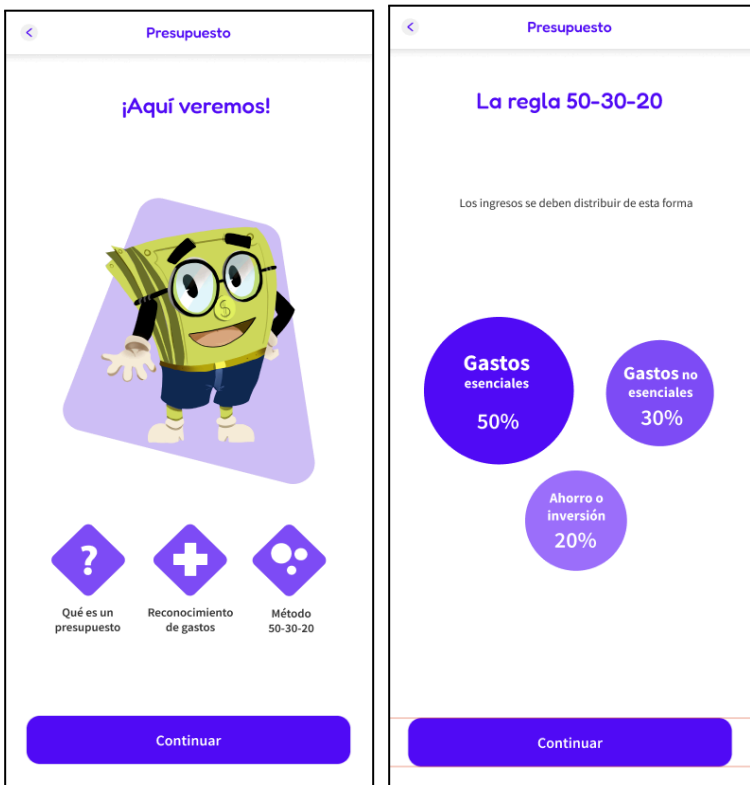 Presupuesto
¡Aquí veremos!
$
?
Qué es un
presupuesto
Reconocimiento
de gastos
Método
50-30-20
Continuar
Presupuesto
La regla 50-30-20
Los ingresos se deben distribuir de esta forma
Gastos
esenciales
50%
Gastos no
esenciales
30%
Ahorro o
inversión
20%
Continuar